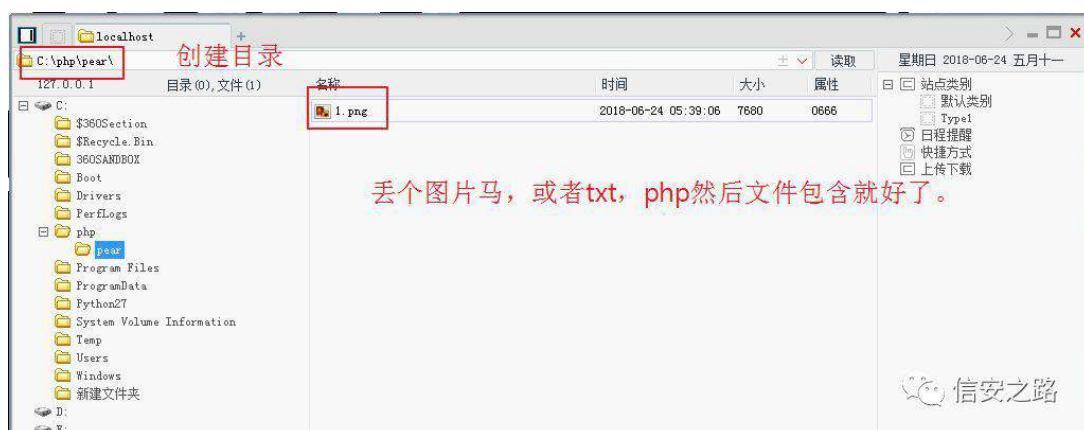 localhost +
C:\php\pear\ 创建目录 读取 星期日 2018-06-24 五月十一
127.0.0.1 目录(0),文件(1) 名称 时间 大小 属性
1.png 2018-06-24 05:39:06 7680 0666
C:
$360Section
$Recycle.Bin
360SANDBOX
Boot
Drivers
PerfLogs
php
pear
Program Files
ProgramData
Python27
System Volume Information
Temp
Users
Windows
新建文件夹
D:
站点类别
默认类别
Type1
日程提醒
快捷方式
上传下载
丢个图片马，或者txt，php然后文件包含就好了。
信安之路